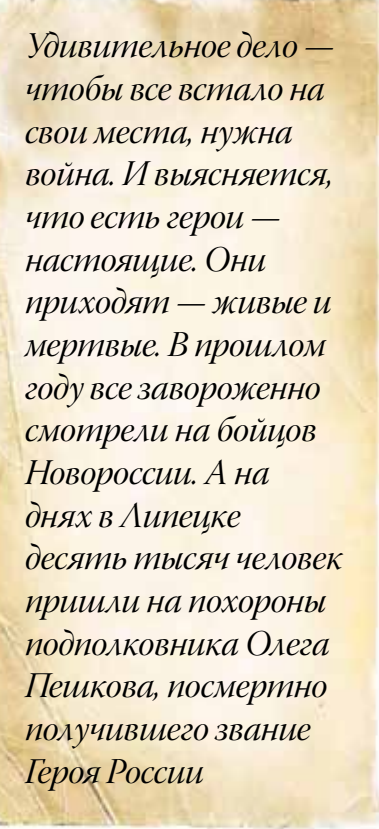 Удивительное дело —
чтобы все встало на
свои места, нужна
война. И выясняется,
что есть герои —
настоящие. Они
приходят — живые и
мертвые. В прошлом
году все завороженно
смотрели на бойцов
Новороссии. А на
днях в Липецке
десять тысяч человек
пришли на похороны
подполковника Олега
Пешкова, посмертно
получившего звание
Героя России